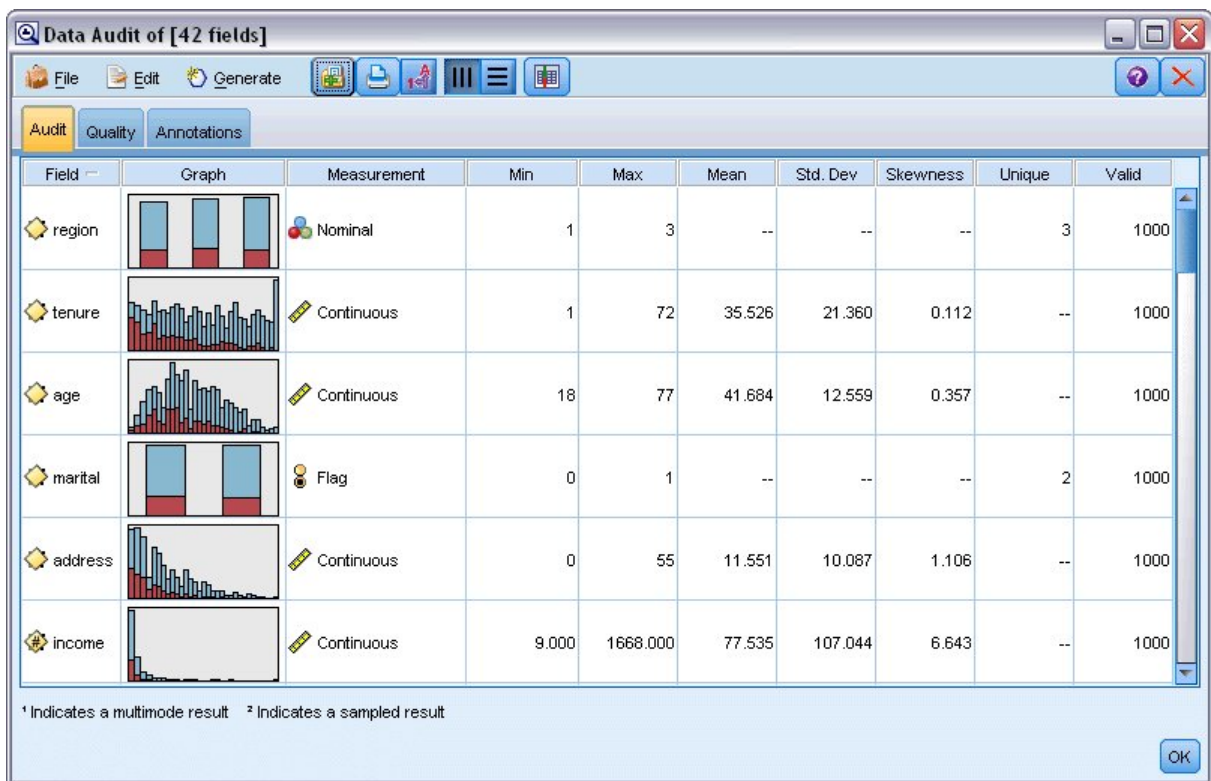 Data Audit of [42 fields]
File Edit Generate
Audit Quality Annotations
Field Graph Measurement Min Max Mean Std. Dev Skewness Unique Valid
region Nominal 1 3 -- -- -- 3 1000
tenure Continuous 1 72 35.526 21.360 0.112 -- 1000
age Continuous 18 77 41.684 12.559 0.357 -- 1000
marital Flag 0 1 -- -- -- 2 1000
address Continuous 0 55 11.551 10.087 1.106 -- 1000
income Continuous 9.000 1668.000 77.535 107.044 6.643 -- 1000
¹ Indicates a multimode result ² Indicates a sampled result
OK